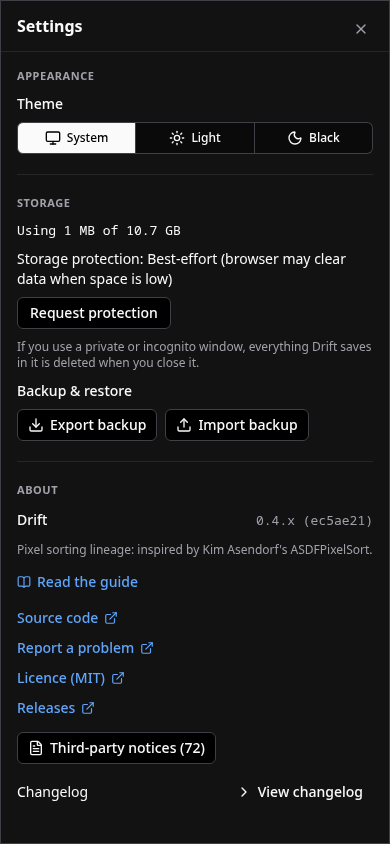 Settings
APPEARANCE
Theme
System
Light
Black
STORAGE
Using 1 MB of 10.7 GB
Storage protection: Best-effort (browser may clear
data when space is low)
Request protection
If you use a private or incognito window, everything Drift saves
in it is deleted when you close it.
Backup & restore
Export backup
Import backup
ABOUT
Drift
0.4.x (ec5ae21)
Pixel sorting lineage: inspired by Kim Asendorf's ASDFPixelSort.
Read the guide
Source code
Report a problem
Licence (MIT)
Releases
Third-party notices (72)
Changelog
View changelog